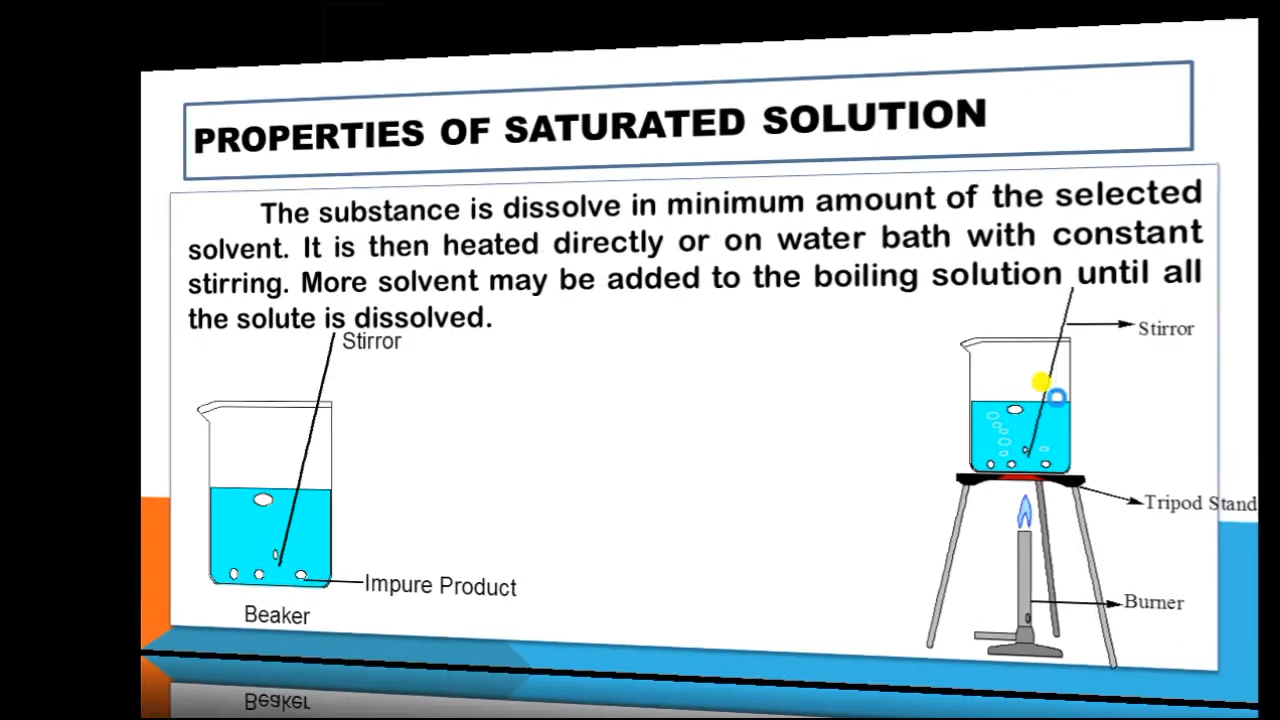 PROPERTIES OF SATURATED SOLUTION
The substance is dissolve in minimum amount of the selected
solvent. It is then heated directly or on water bath with constant
stirring. More solvent may be added to the boiling solution until all
the solute is dissolved.
Stirror
Impure Product
Beaker
Stirror
Tripod Stand
Burner
Beaker